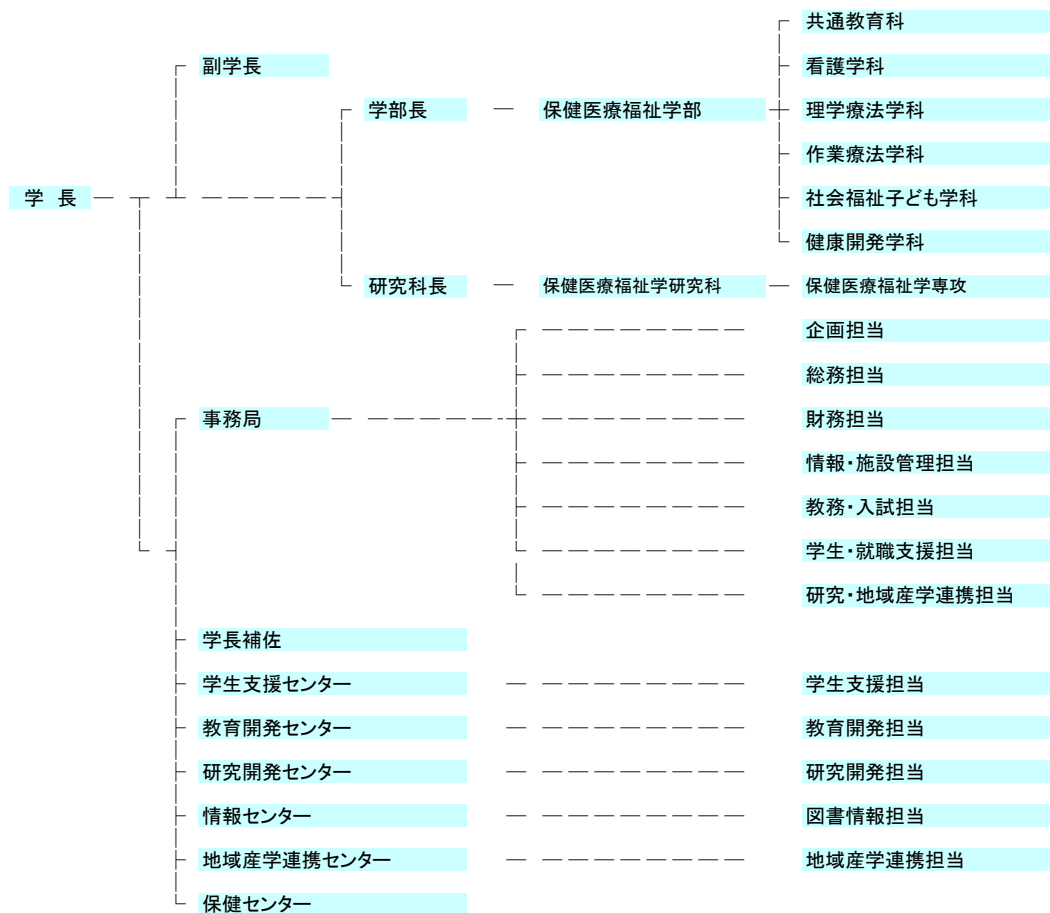 共通教育科
副学長
看護学科
学部長
保健医療福祉学部
理学療法学科
作業療法学科
学 長
社会福祉子ども学科
健康開発学科
研究科長
保健医療福祉学研究科
保健医療福祉学専攻
企画担当
総務担当
事務局
財務担当
情報・施設管理担当
教務・入試担当
学生・就職支援担当
研究・地域産学連携担当
学長補佐
学生支援センター
学生支援担当
教育開発センター
教育開発担当
研究開発センター
研究開発担当
情報センター
図書情報担当
地域産学連携センター
地域産学連携担当
保健センター